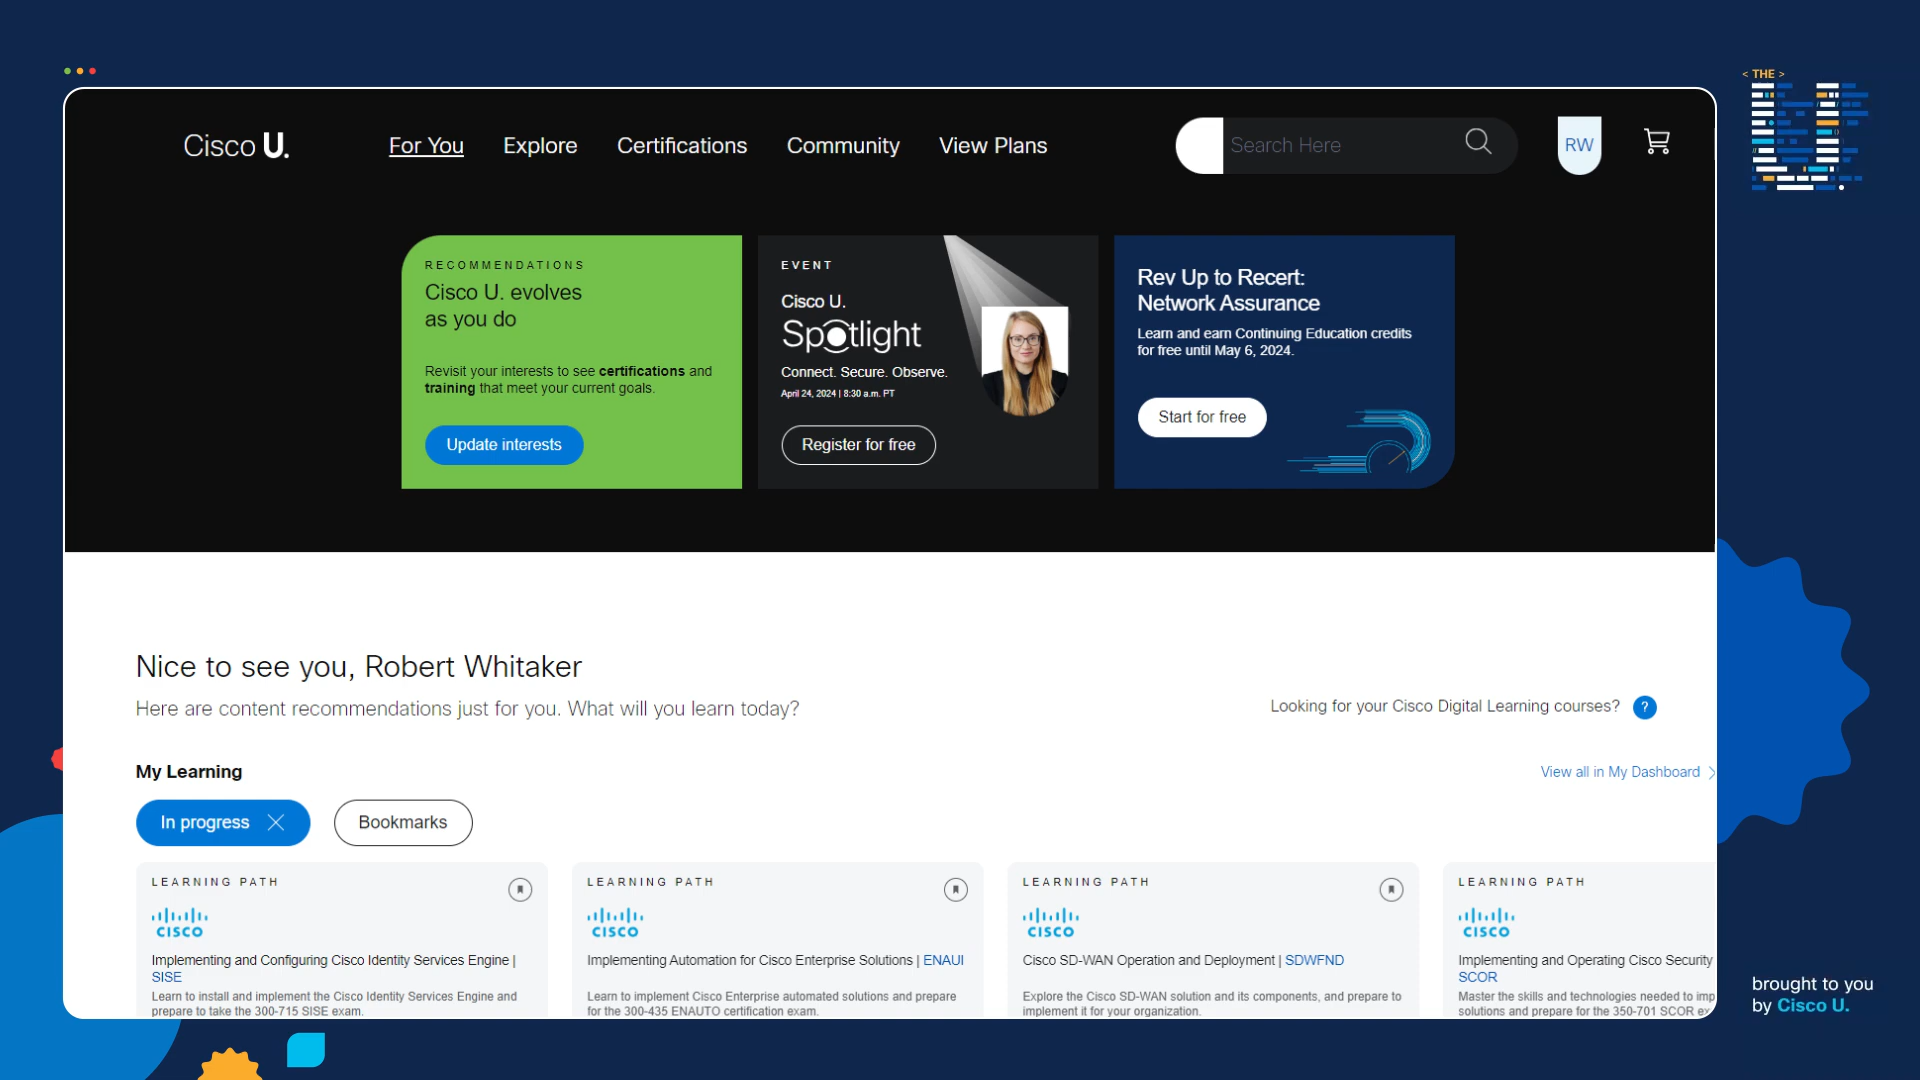 < THE >
Cisco U.
For You
Explore
Certifications
Community
View Plans
Search Here
RW
RECOMMENDATIONS
Cisco U. evolves
as you do
Revisit your interests to see certifications and
training that meet your current goals.
Update interests
EVENT
Cisco U.
Spotlight
Connect. Secure. Observe.
April 24, 2024 | 8:30 a.m. PT
Register for free
Rev Up to Recert:
Network Assurance
Learn and earn Continuing Education credits
for free until May 6, 2024.
Start for free
Nice to see you, Robert Whitaker
Here are content recommendations just for you. What will you learn today?
Looking for your Cisco Digital Learning courses?
?
My Learning
View all in My Dashboard
In progress
Bookmarks
LEARNING PATH
CISCO
Implementing and Configuring Cisco Identity Services Engine |
SISE
Learn to install and implement the Cisco Identity Services Engine and
prepare to take the 300-715 SISE exam.
LEARNING PATH
CISCO
Implementing Automation for Cisco Enterprise Solutions | ENAUI
Learn to implement Cisco Enterprise automated solutions and prepare
for the 300-435 ENAUTO certification exam.
LEARNING PATH
CISCO
Cisco SD-WAN Operation and Deployment | SDWFND
Explore the Cisco SD-WAN solution and its components, and prepare to
implement it for your organization.
LEARNING PATH
CISCO
Implementing and Operating Cisco Security
SCOR
Master the skills and technologies needed to imp
solutions and prepare for the 350-701 SCOR ex
brought to you
by Cisco U.